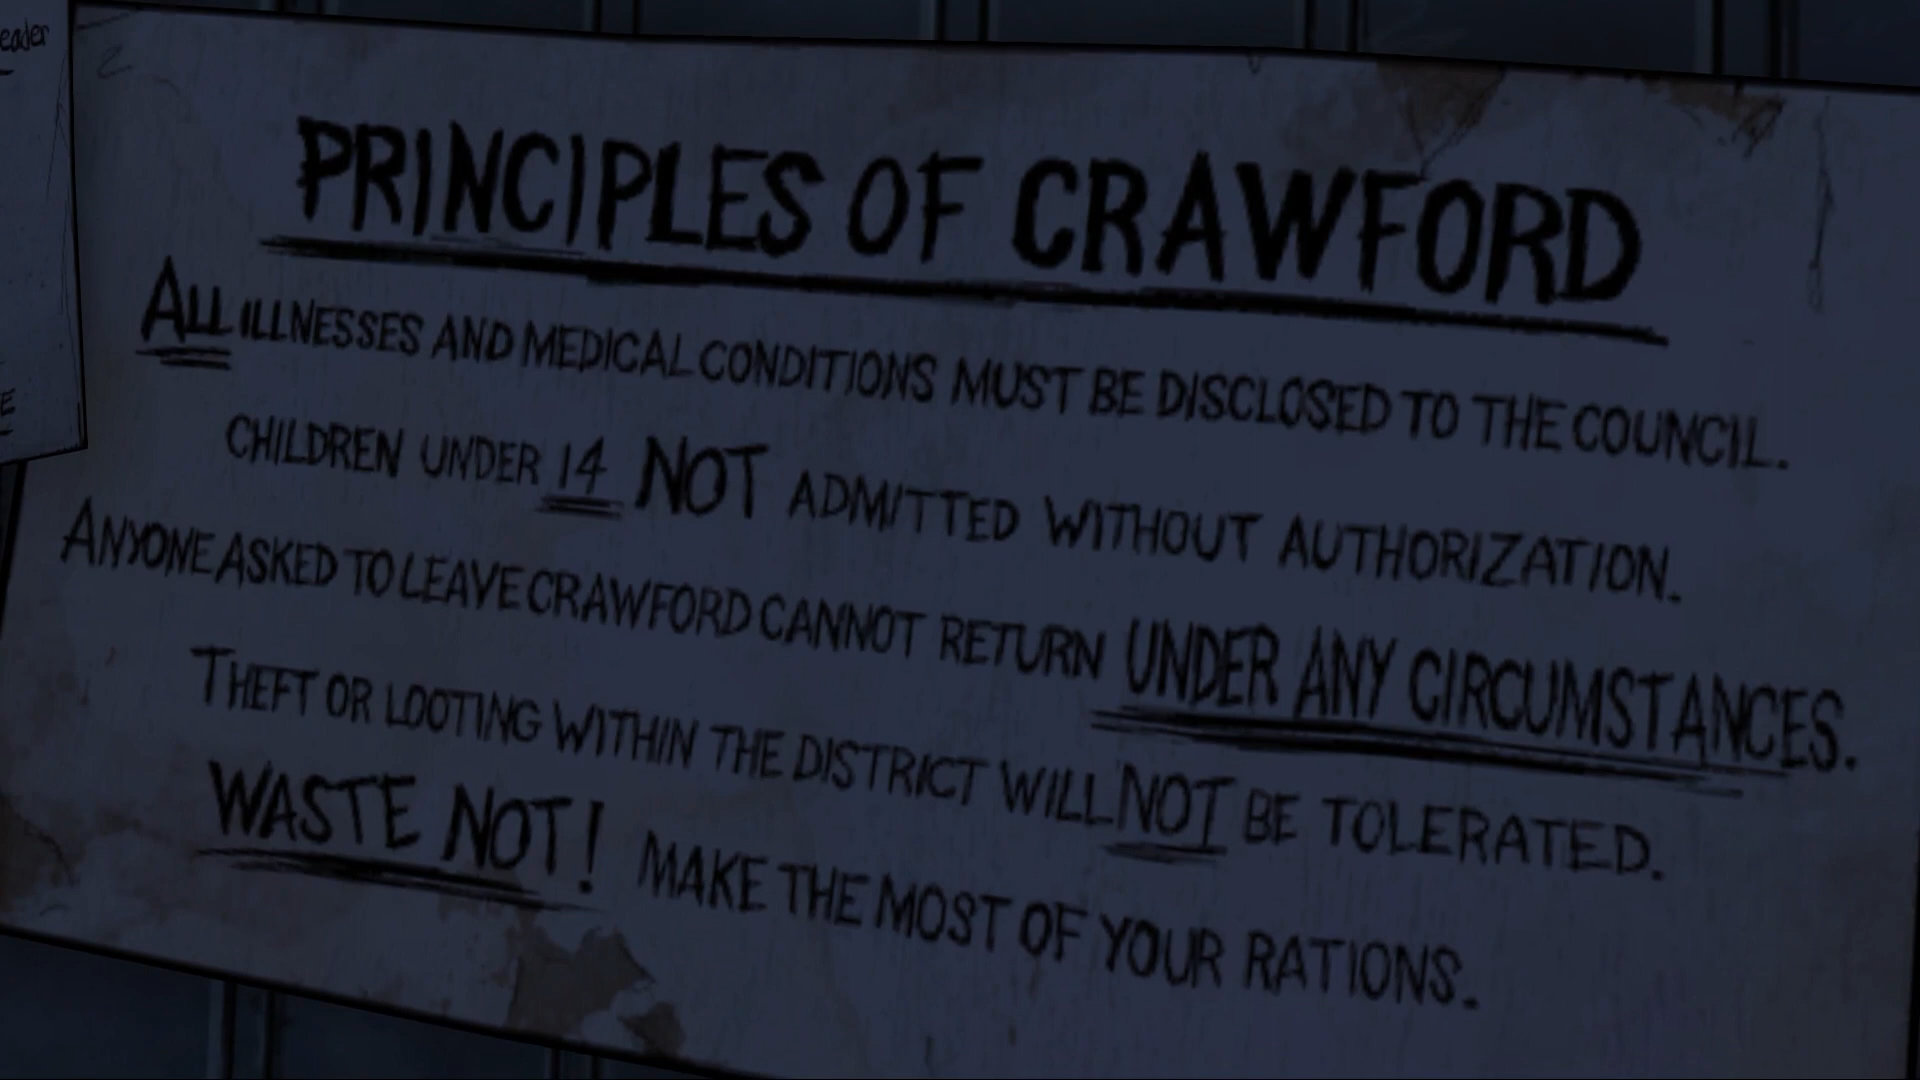 eader
PRINCIPLES OF CRAWFORD
ALL ILLNESSES AND MEDICAL CONDITIONS MUST BE DISCLOSED TO THE COUNCIL.
CHILDREN UNDER 14 NOT ADMITTED WITHOUT AUTHORIZATION.
ANYONE ASKED TO LEAVE CRAWFORD CANNOT RETURN UNDER ANY CIRCUMSTANCES.
THEFT OR LOOTING WITHIN THE DISTRICT WILL NOT BE TOLERATED.
WASTE NOT! MAKE THE MOST OF YOUR RATIONS.